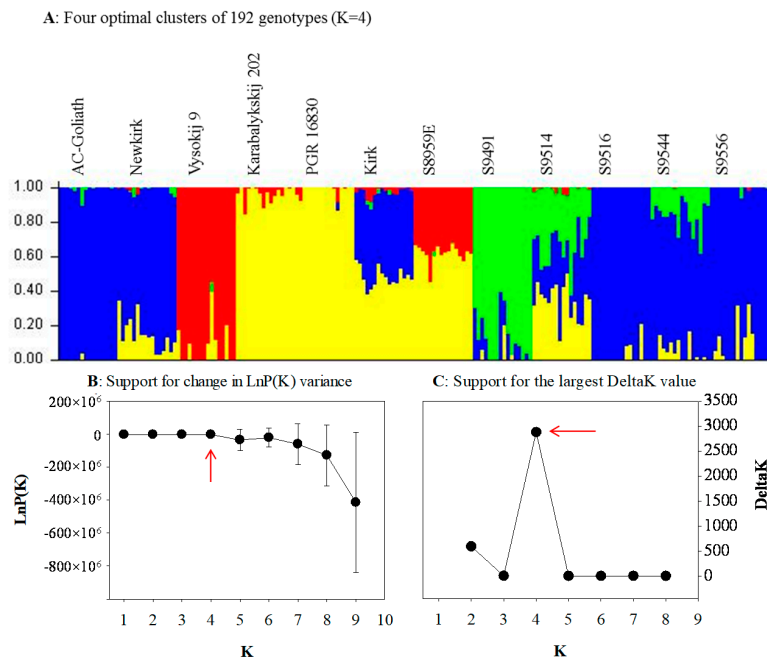 A: Four optimal clusters of 192 genotypes (K=4)
AC-Goliath
Newkirk
Vysokij 9
Karabalykskij 202
PGR 16830
Kirk
S8959E
S9491
S9514
S9516
S9544
S9556
1.00
0.80
0.60
0.40
0.20
0.00
B: Support for change in LnP(K) variance
200×10⁶
0
-200×10⁶
-400×10⁶
-600×10⁶
-800×10⁶
LnP(K)
1 2 3 4 5 6 7 8 9 10
K
C: Support for the largest DeltaK value
3500
3000
2500
2000
1500
1000
500
0
DeltaK
1 2 3 4 5 6 7 8 9
K